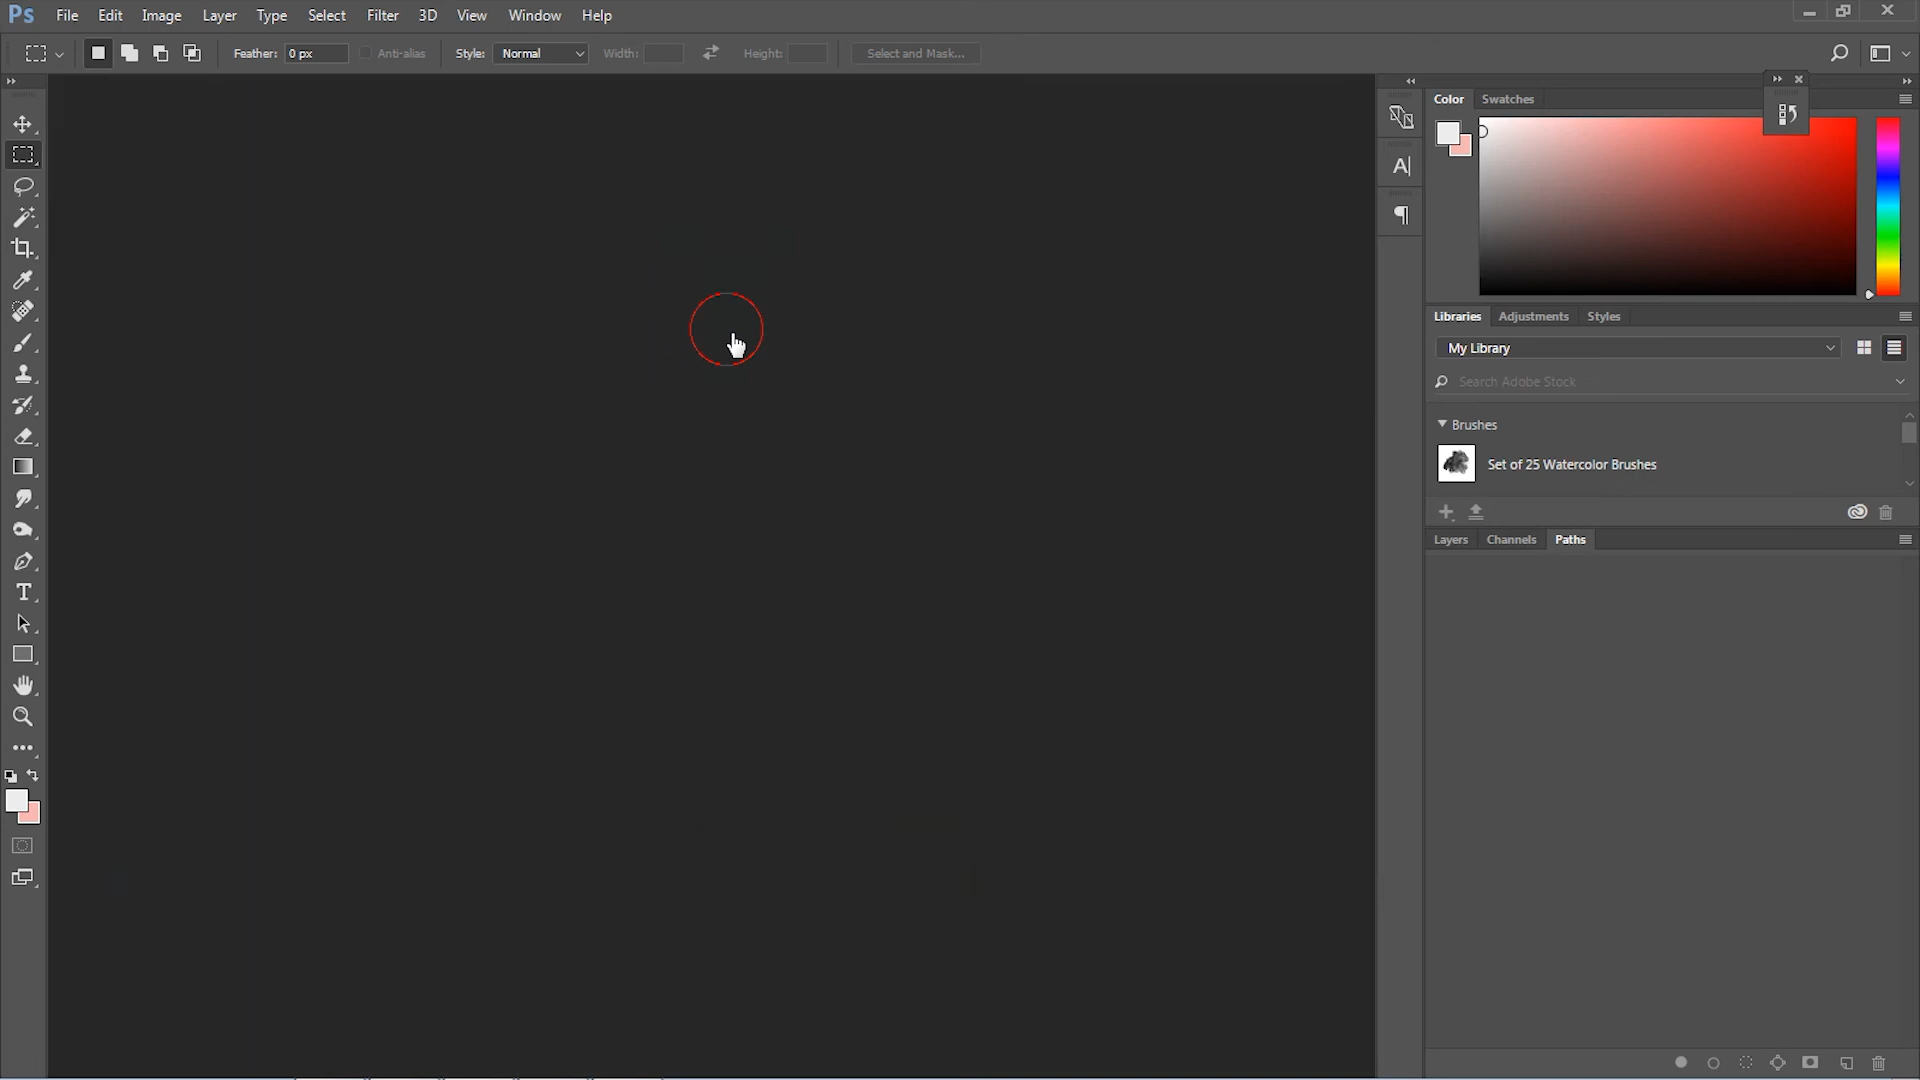 Ps File Edit Image Layer Type Select Filter 3D View Window Help
Feather: 0 px Anti-alias Style: Normal Width: Height: Select and Mask...
Color Swatches
A|
¶
Libraries Adjustments Styles
My Library
Search Adobe Stock
Brushes
Set of 25 Watercolor Brushes
Layers Channels Paths
T